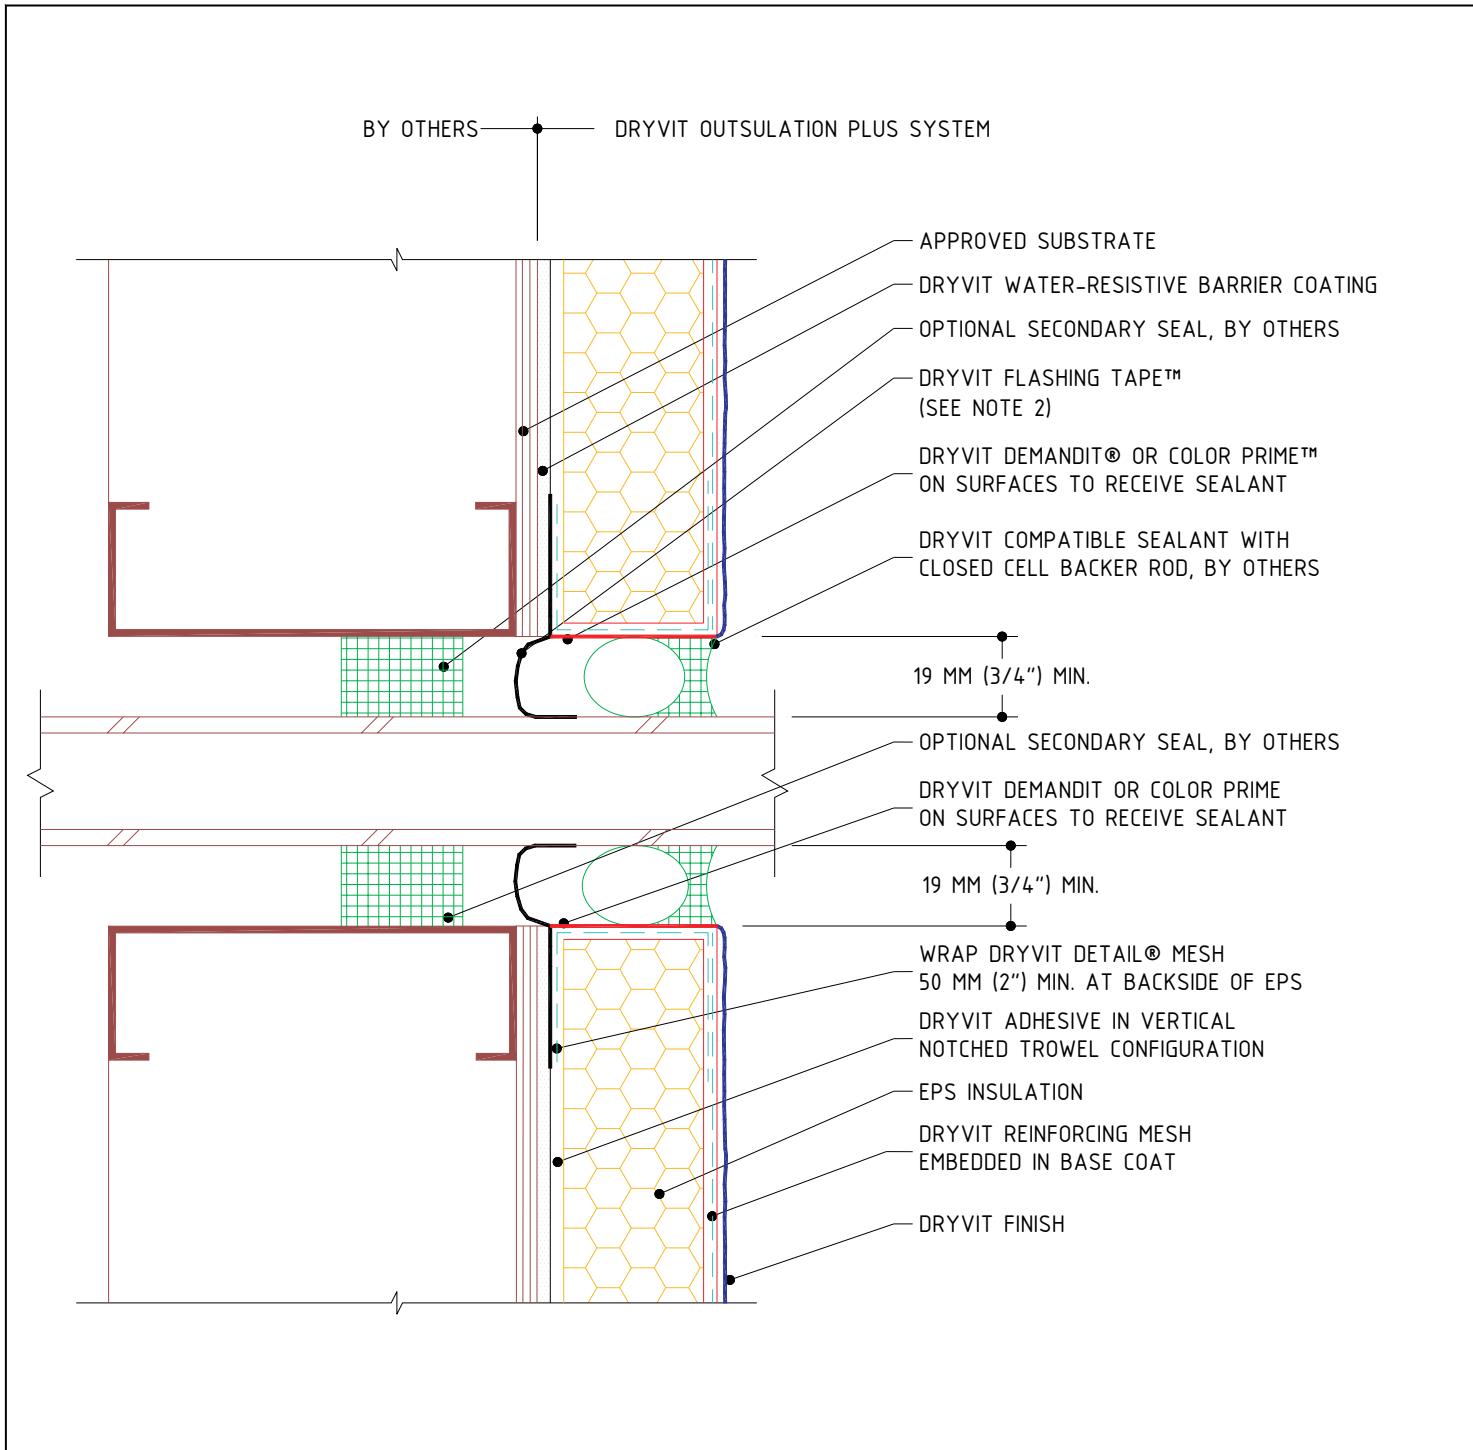 BY OTHERS
DRYVIT OUTSULATION PLUS SYSTEM
APPROVED SUBSTRATE
DRYVIT WATER-RESISTIVE BARRIER COATING
OPTIONAL SECONDARY SEAL, BY OTHERS
DRYVIT FLASHING TAPE™
(SEE NOTE 2)
DRYVIT DEMANDIT® OR COLOR PRIME™
ON SURFACES TO RECEIVE SEALANT
DRYVIT COMPATIBLE SEALANT WITH
CLOSED CELL BACKER ROD, BY OTHERS
19 MM (3/4") MIN.
OPTIONAL SECONDARY SEAL, BY OTHERS
DRYVIT DEMANDIT OR COLOR PRIME
ON SURFACES TO RECEIVE SEALANT
19 MM (3/4") MIN.
WRAP DRYVIT DETAIL® MESH
50 MM (2") MIN. AT BACKSIDE OF EPS
DRYVIT ADHESIVE IN VERTICAL
NOTCHED TROWEL CONFIGURATION
EPS INSULATION
DRYVIT REINFORCING MESH
EMBEDDED IN BASE COAT
DRYVIT FINISH